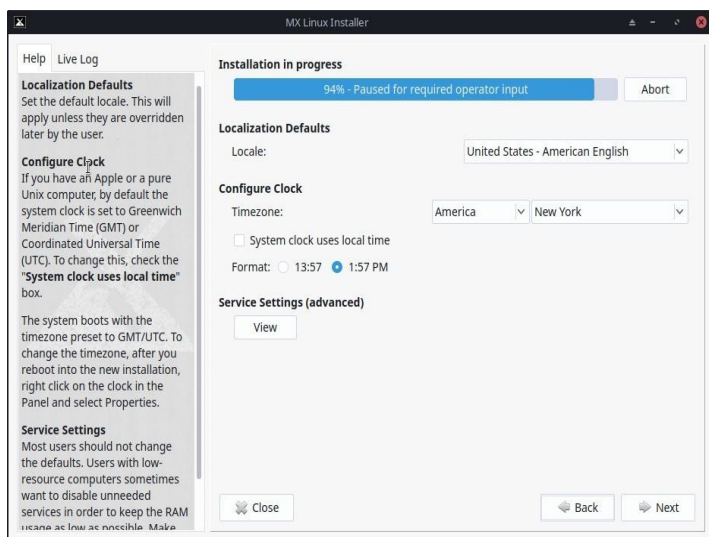 MX Linux Installer
Help
Live Log
Localization Defaults
Set the default locale. This will
apply unless they are overridden
later by the user.
Configure Clock
If you have an Apple or a pure
Unix computer, by default the
system clock is set to Greenwich
Meridian Time (GMT) or
Coordinated Universal Time
(UTC). To change this, check the
"System clock uses local time"
box.
The system boots with the
timezone preset to GMT/UTC. To
change the timezone, after you
reboot into the new installation,
right click on the clock in the
Panel and select Properties.
Service Settings
Most users should not change
the defaults. Users with low-
resource computers sometimes
want to disable unneeded
services in order to keep the RAM
usage as low as possible. Make
Installation in progress
94% - Paused for required operator input
Abort
Localization Defaults
Locale: United States - American English
Configure Clock
Timezone: America New York
System clock uses local time
Format: 13:57 1:57 PM
Service Settings (advanced)
View
Close Back Next